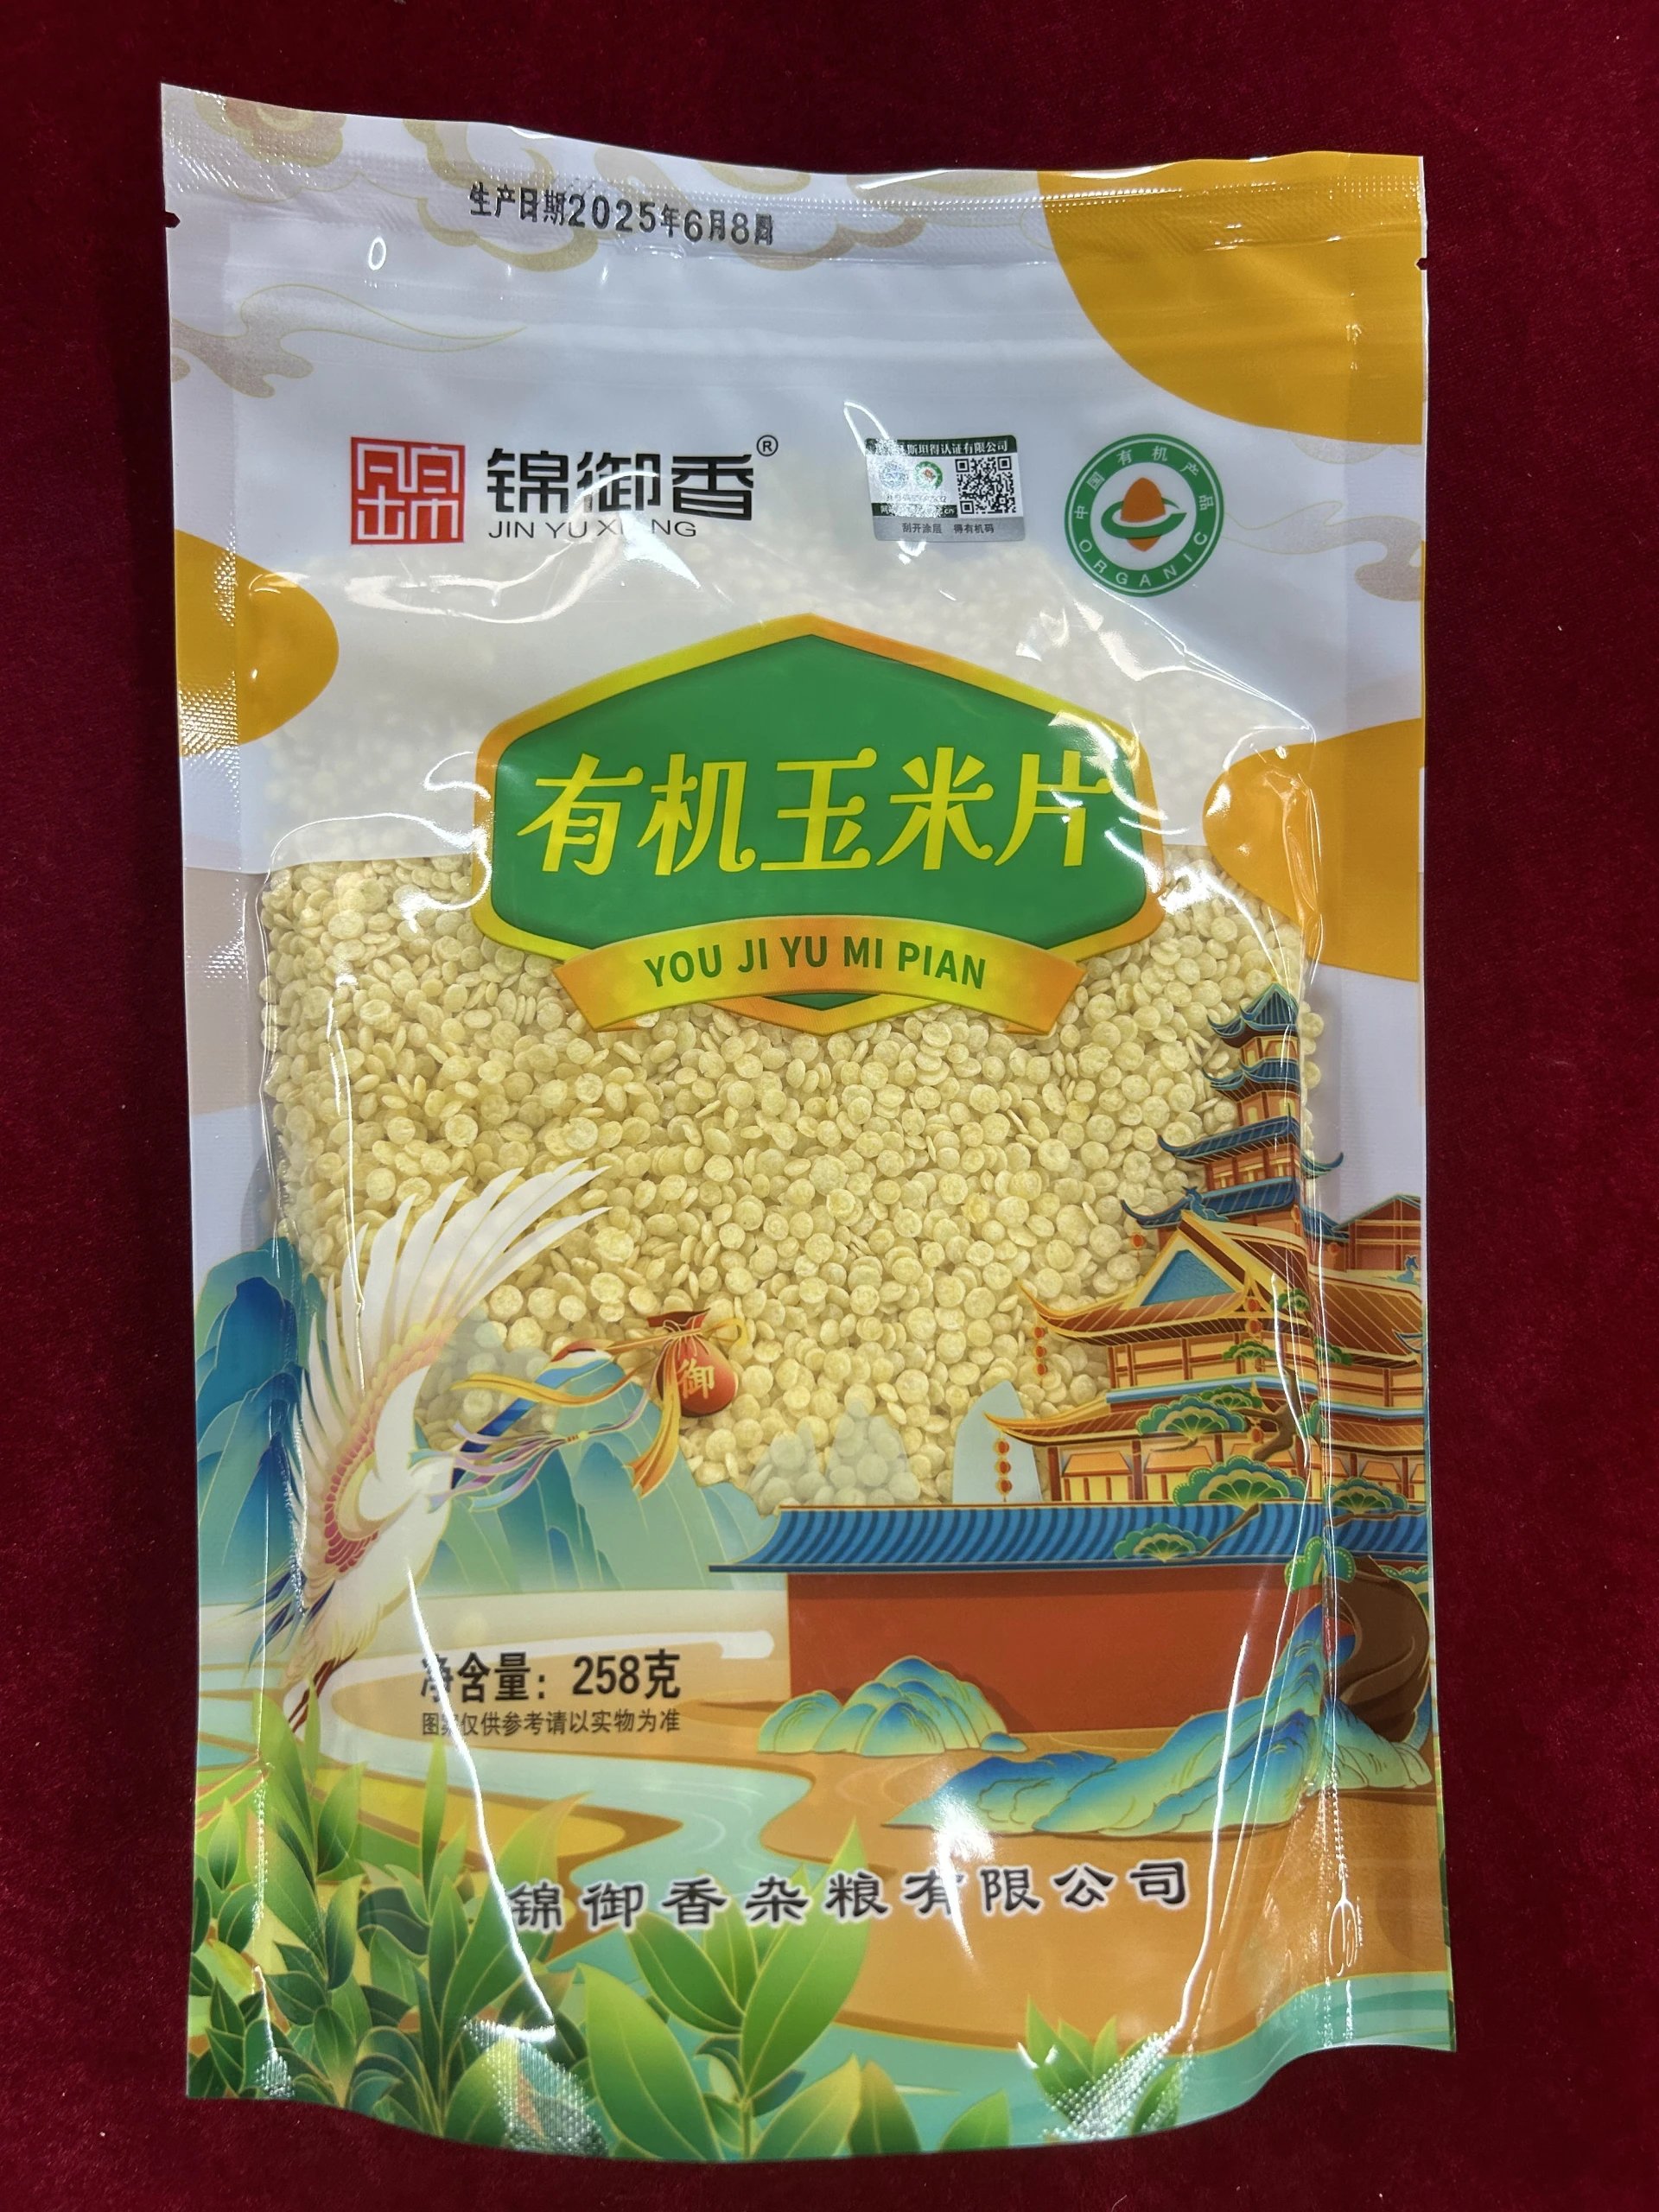 生产日期2025年6月8日
锦御香®
JIN YU XIANG
斯坦得认证有限公司
刮开涂层 得有机码
中国有机产品
ORGANIC
有机玉米片
YOU JI YU MI PIAN
御
净含量：258克
图案仅供参考请以实物为准
锦御香杂粮有限公司